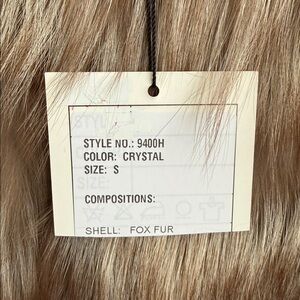 STYLE NO.: 9400H
COLOR: CRYSTAL
SIZE: S
COMPOSITIONS:
SHELL: FOX FUR